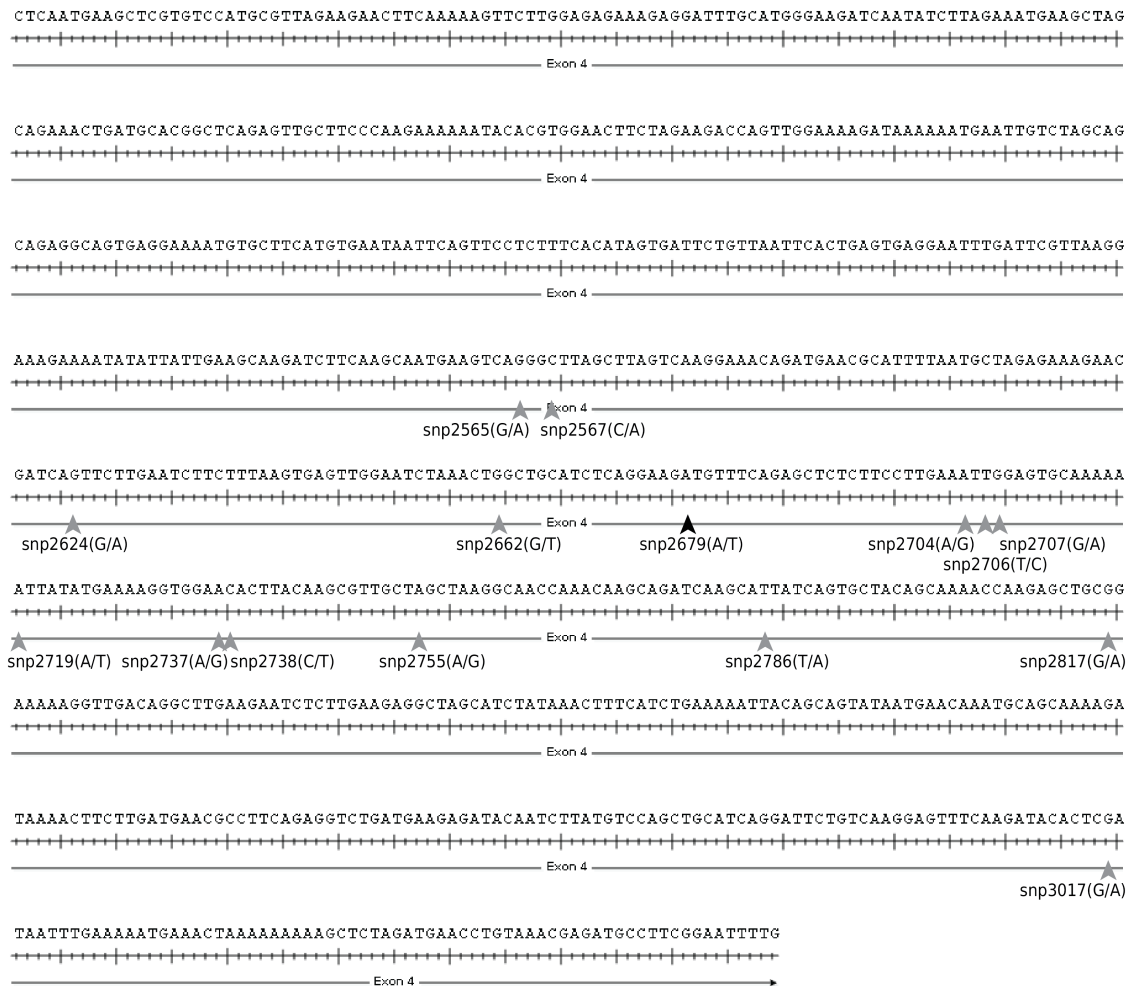 CTCAATGAAGCTCGTGTCCATGCGTTAGAAGAACTTCAAAAAGTTCTTGGAGAGAAAGAGGATTTGCATGGGAAGATCAATATCTTAGAAATGAAGCTAG
Exon 4
CAGAAACTGATGCACGGCTCAGAGTTGCTTCCCAAGAAAAAATACACGTGGAACTTCTAGAAGACCAGTTGGAAAAGATAAAAAATGAATTGTCTAGCAG
Exon 4
CAGAGGCAGTGAGGAAAATGTGCTTCATGTGAATAATTCAGTTCCTCTTTCACATAGTGATTCTGTTAATTCACTGAGTGAGGAATTTGATTCGTTAAGG
Exon 4
AAAGAAAATATATTATTGAAGCAAGATCTTCAAGCAATGAAGTCAGGGCTTAGCTTAGTCAAGGAAACAGATGAACGCATTTTAATGCTAGAGAAAGAAC
Exon 4
snp2565(G/A) snp2567(C/A)
GATCAGTTCTTGAATCTTCTTTAAGTGAGTTGGAATCTAAACTGGCTGCATCTCAGGAAGATGTTTCAGAGCTCTCTTCCTTGAAATTGGAGTGCAAAAA
Exon 4
snp2624(G/A) snp2662(G/T) snp2679(A/T) snp2704(A/G) snp2707(G/A)
snp2706(T/C)
ATTATATGAAAAGGTGGAACACTTACAAGCGTTGCTAGCTAAGGCAACCAAACAAGCAGATCAAGCATTATCAGTGCTACAGCAAAACCAAGAGCTGCGG
Exon 4
snp2719(A/T) snp2737(A/G) snp2738(C/T) snp2755(A/G) snp2786(T/A) snp2817(G/A)
AAAAAGGTTGACAGGCTTGAAGAATCTCTTGAAGAGGCTAGCATCTATAAACTTTCATCTGAAAAATTACAGCAGTATAATGAACAAATGCAGCAAAAGA
Exon 4
TAAAACTTCTTGATGAACGCCTTCAGAGGTCTGATGAAGAGATACAATCTTATGTCCAGCTGCATCAGGATTCTGTCAAGGAGTTTCAAGATACACTCGA
Exon 4
snp3017(G/A)
TAATTTGAAAAATGAAACTAAAAAAAAAGCTCTAGATGAACCTGTAAACGAGATGCCTTCGGAATTTTG
Exon 4